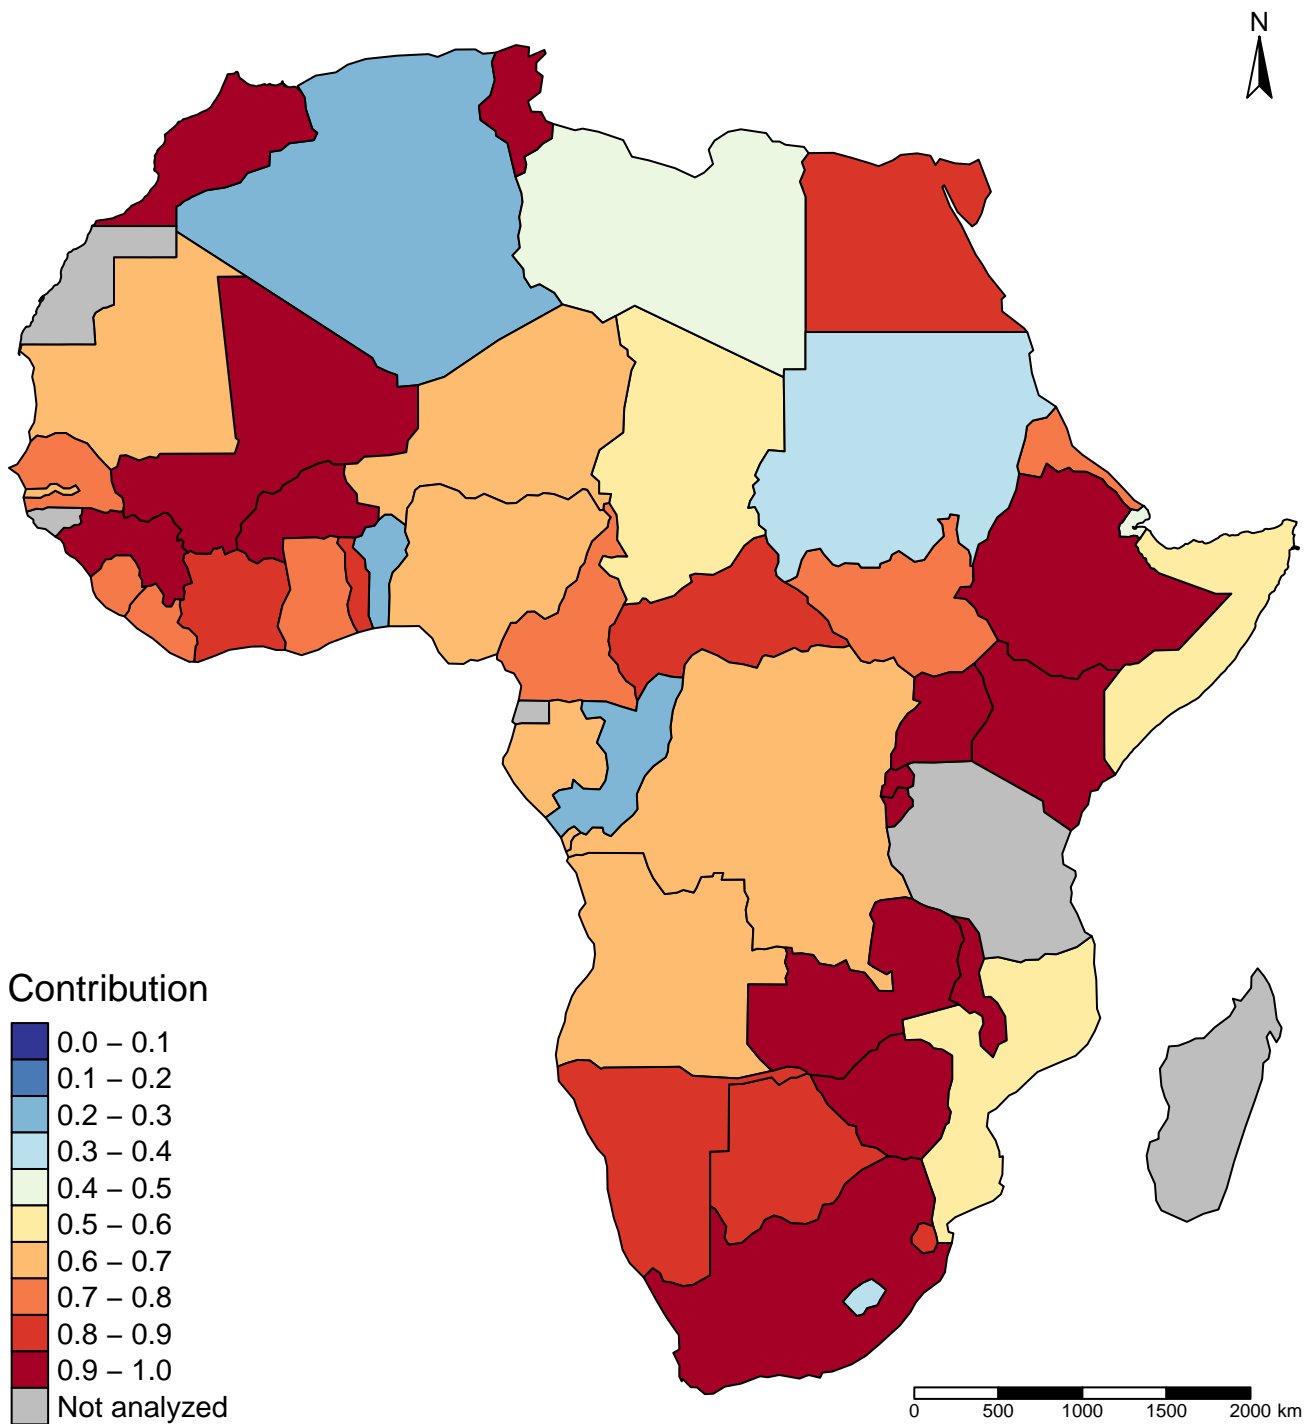 N
Contribution
0.0 – 0.1
0.1 – 0.2
0.2 – 0.3
0.3 – 0.4
0.4 – 0.5
0.5 – 0.6
0.6 – 0.7
0.7 – 0.8
0.8 – 0.9
0.9 – 1.0
Not analyzed
0 500 1000 1500 2000 km